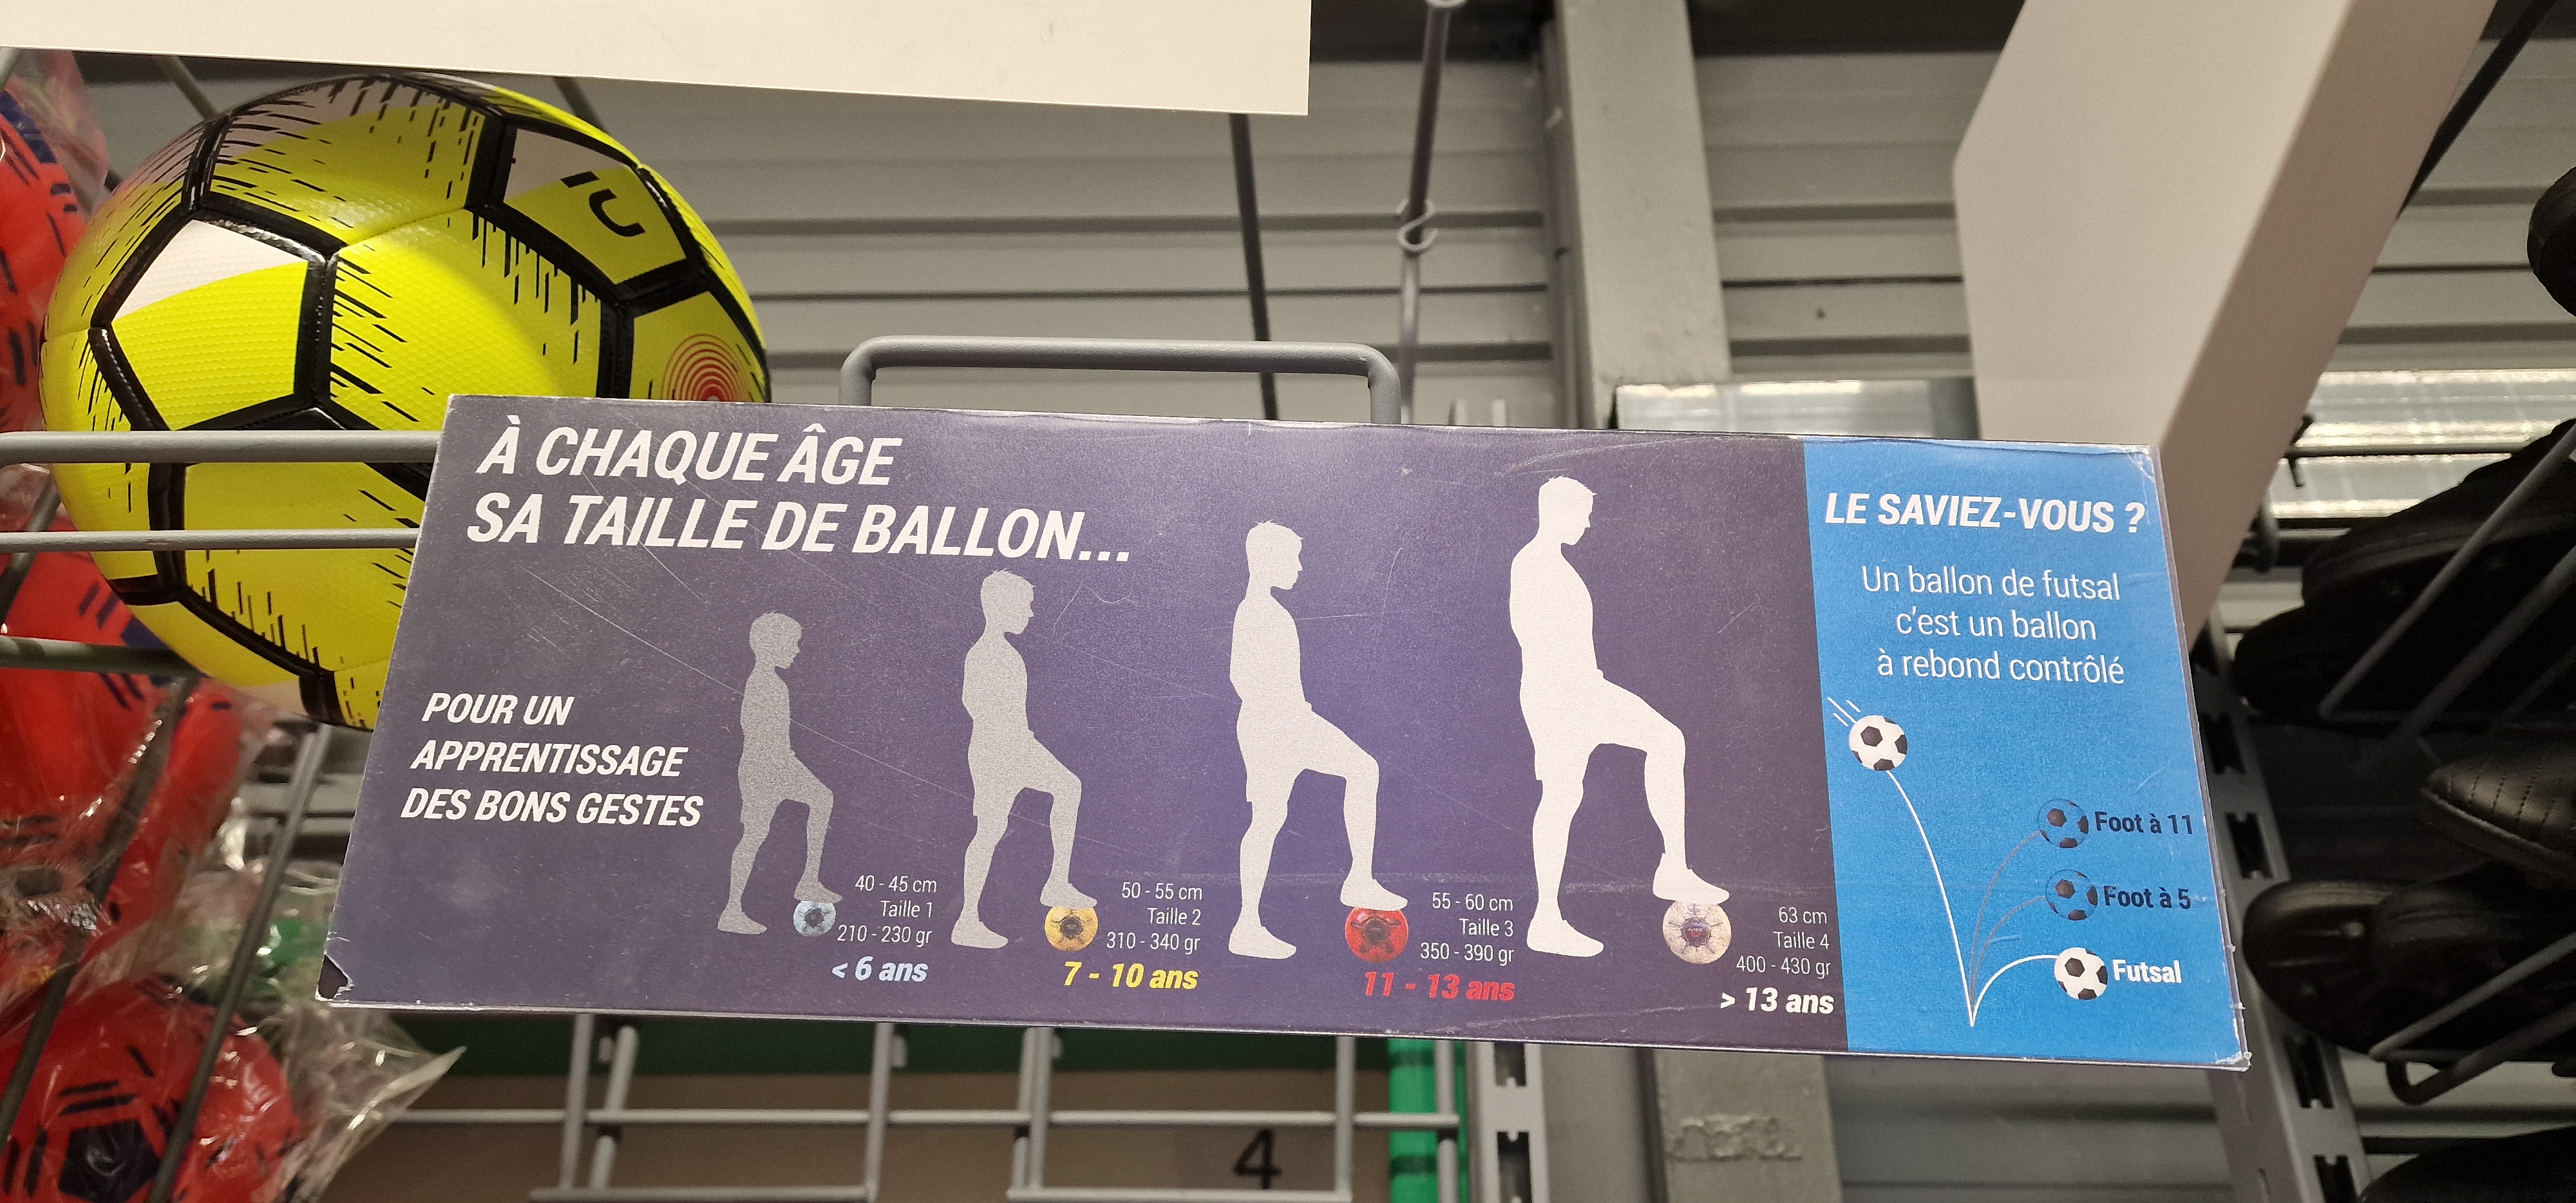 À CHAQUE ÂGE
SA TAILLE DE BALLON...
POUR UN
APPRENTISSAGE
DES BONS GESTES
40 - 45 cm
Taille 1
210 - 230 gr
< 6 ans
50 - 55 cm
Taille 2
310 - 340 gr
7 - 10 ans
55 - 60 cm
Taille 3
350 - 390 gr
11 - 13 ans
63 cm
Taille 4
400 - 430 gr
> 13 ans
LE SAVIEZ-VOUS ?
Un ballon de futsal
c'est un ballon
à rebond contrôlé
Foot à 11
Foot à 5
Futsal
4